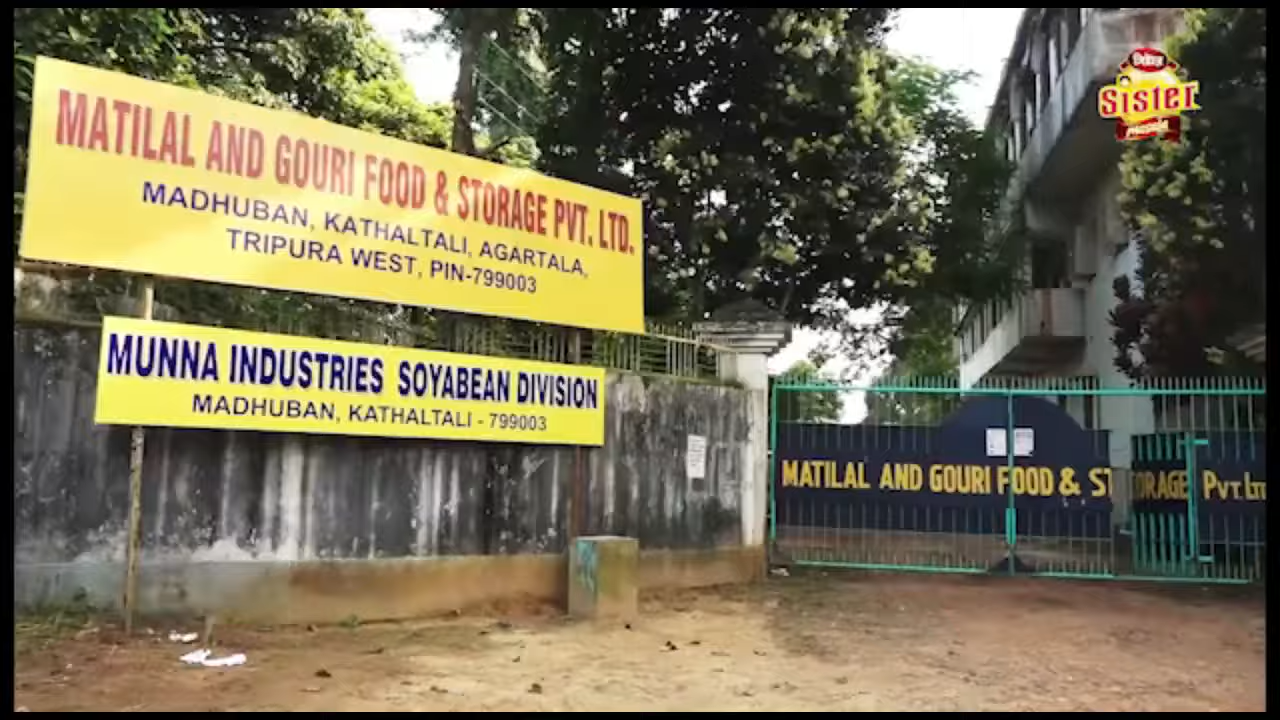 MATILAL AND GOURI FOOD & STORAGE PVT. LTD.
MADHUBAN, KATHALTALI, AGARTALA,
TRIPURA WEST, PIN-799003
MUNNA INDUSTRIES SOYABEAN DIVISION
MADHUBAN, KATHALTALI - 799003
MATILAL AND GOURI FOOD & STORAGE PVT. Lt
Sister